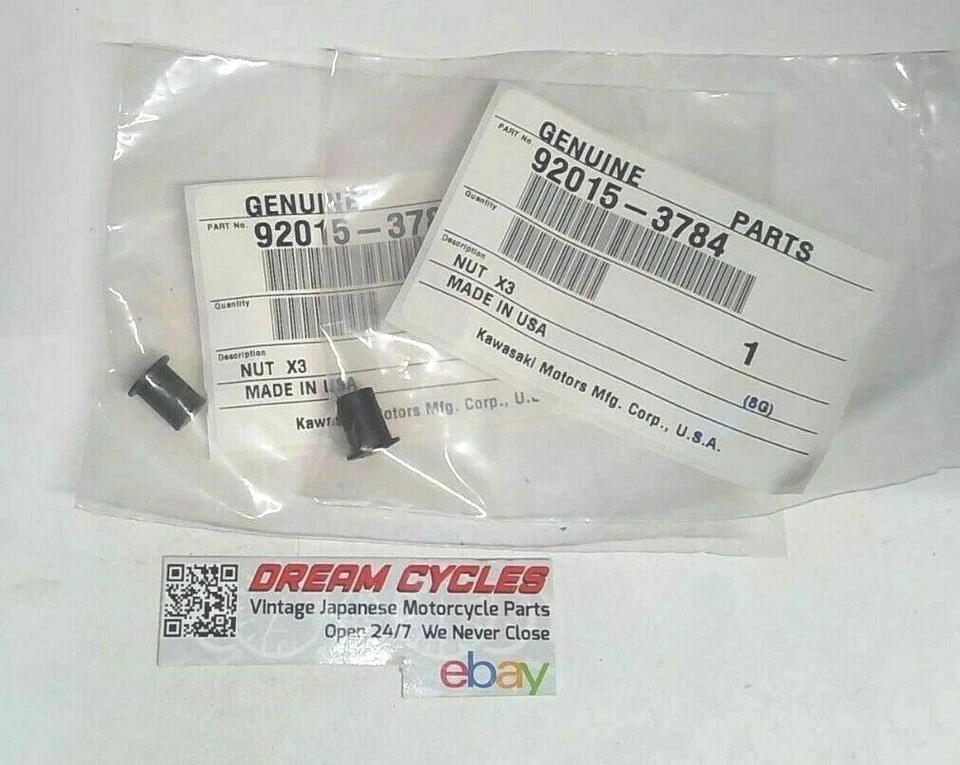 GENUINE
PART No. 92015-378
Quantity
Description
NUT X3
MADE IN USA
Motors Mfg. Corp.,
GENUINE PARTS
PART No. 92015-3784
Quantity
1
Description
NUT X3
MADE IN USA
(8G)
Kawasaki Motors Mfg. Corp., U.S.A.
DREAM CYCLES
Vintage Japanese Motorcycle Parts
Open 24/7 We Never Close
ebay